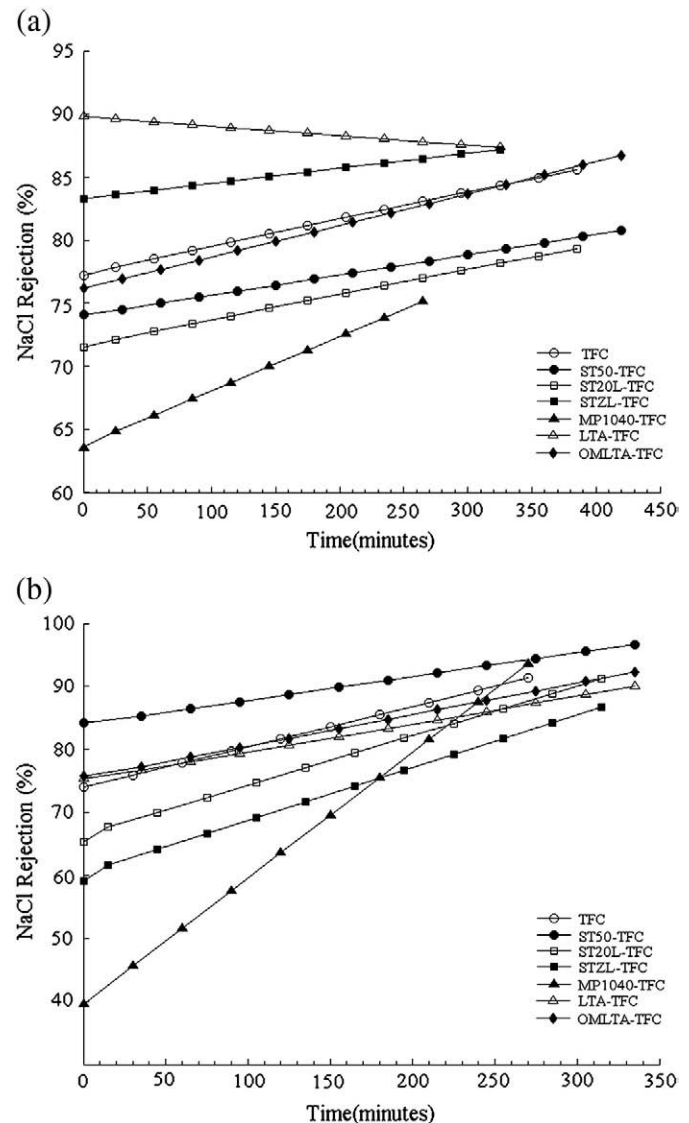 (a)
95
90
85
80
75
70
65
60
NaCl Rejection (%)
TFC
ST50-TFC
ST20L-TFC
STZL-TFC
MP1040-TFC
LTA-TFC
OMLTA-TFC
0 50 100 150 200 250 300 350 400 450
Time(minutes)
(b)
100
90
80
70
60
50
40
NaCl Rejection (%)
TFC
ST50-TFC
ST20L-TFC
STZL-TFC
MP1040-TFC
LTA-TFC
OMLTA-TFC
0 50 100 150 200 250 300 350
Time(minutes)